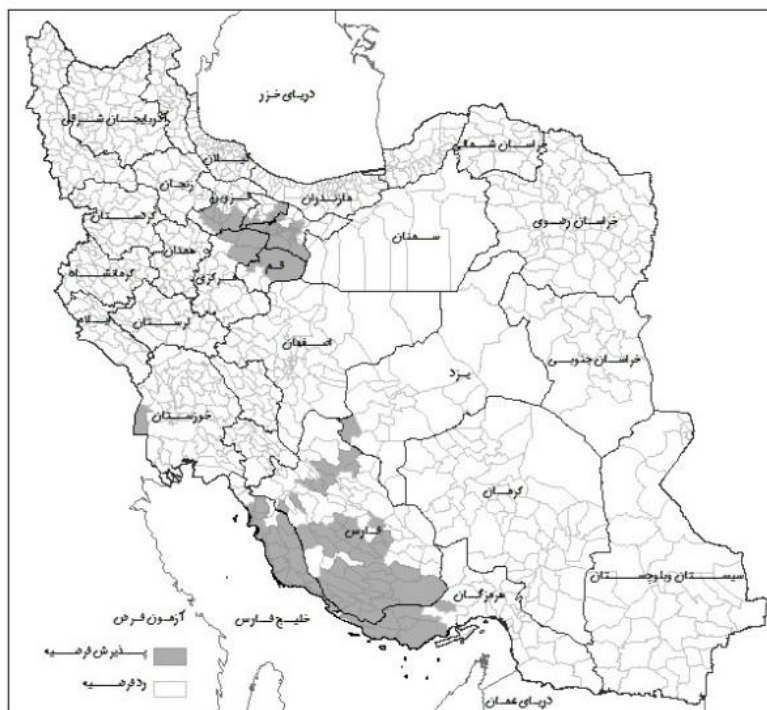 دریای خزر
آذربایجان شرقی
گیلان
خراسان شمالی
زنجان
قزوین
مازندران
خراسان رضوی
کردستان
سمنان
همدان
قم
کرمانشاه
مرکزی
ایلام
لرستان
اصفهان
خراسان جنوبی
یزد
خوزستان
کرمان
فارس
سیستان وبلوچستان
هرمزگان
خلیج فارس
آزمون فرض
پذیرش فرضیه
رد فرضیه
دریای عمان